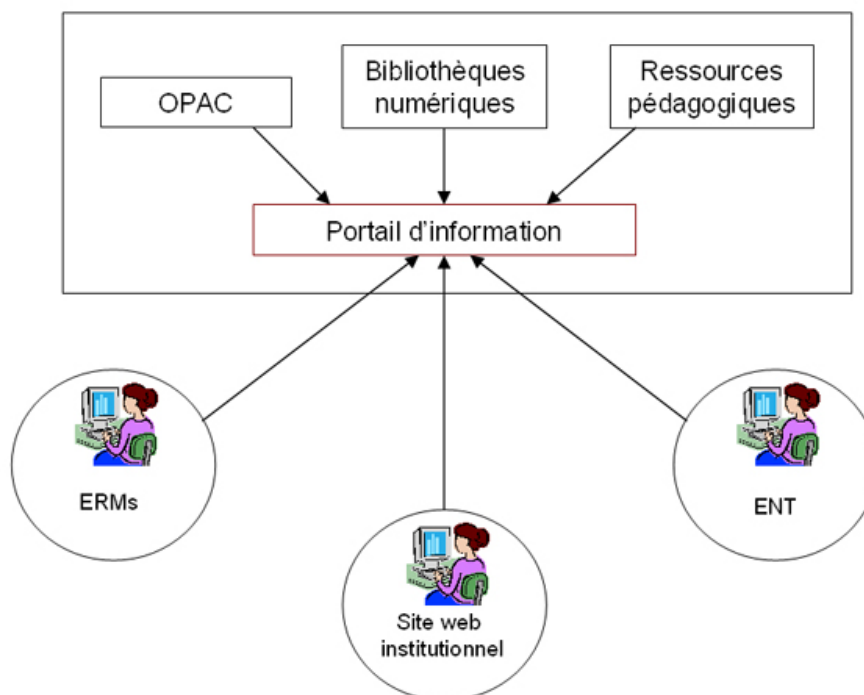 OPAC
Bibliothèques
numériques
Ressources
pédagogiques
Portail d'information
ERMs
Site web
institutionnel
ENT